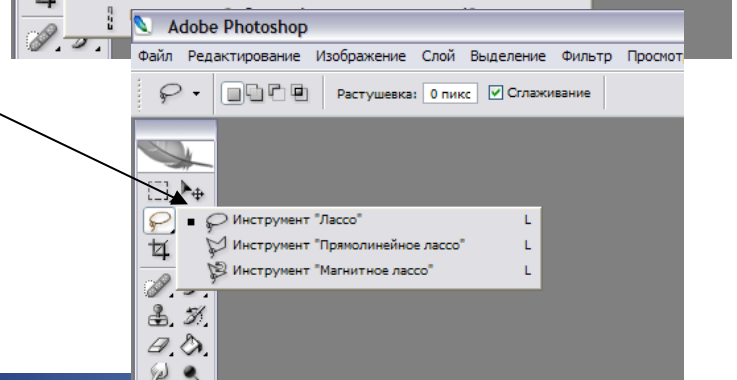 Adobe Photoshop
Файл Редактирование Изображение Слой Выделение Фильтр Просмот
Растушевка: 0 пикс Сглаживание
Инструмент "Лассо" L
Инструмент "Прямолинейное лассо" L
Инструмент "Магнитное лассо" L